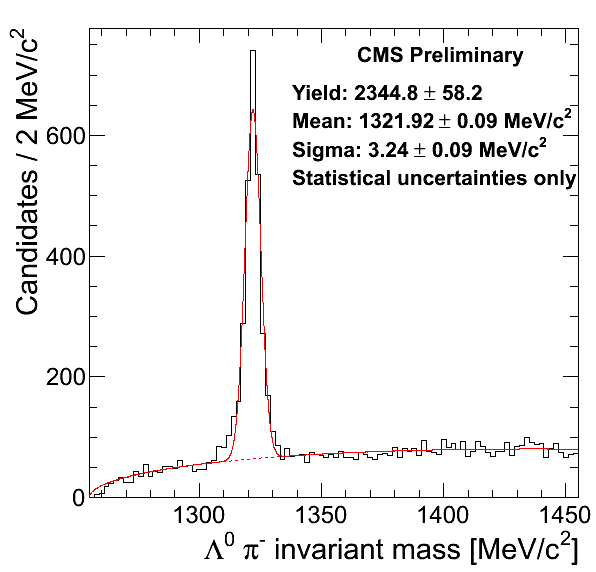 CMS Preliminary
Yield: 2344.8 ± 58.2
Mean: 1321.92 ± 0.09 MeV/c²
Sigma: 3.24 ± 0.09 MeV/c²
Statistical uncertainties only
Candidates / 2 MeV/c²
600
400
200
0
1300 1350 1400 1450
Λ⁰ π⁻ invariant mass [MeV/c²]